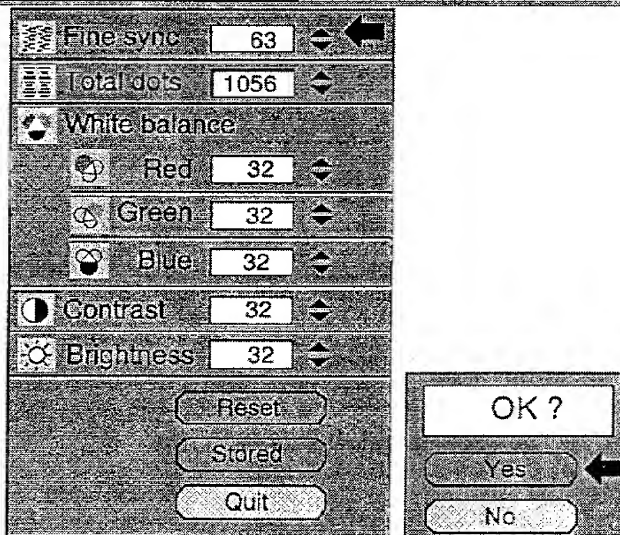 Fine sync 63
Total dots 1056
White balance
Red 32
Green 32
Blue 32
Contrast 32
Brightness 32
Reset
Stored
Quit
OK ?
Yes
No